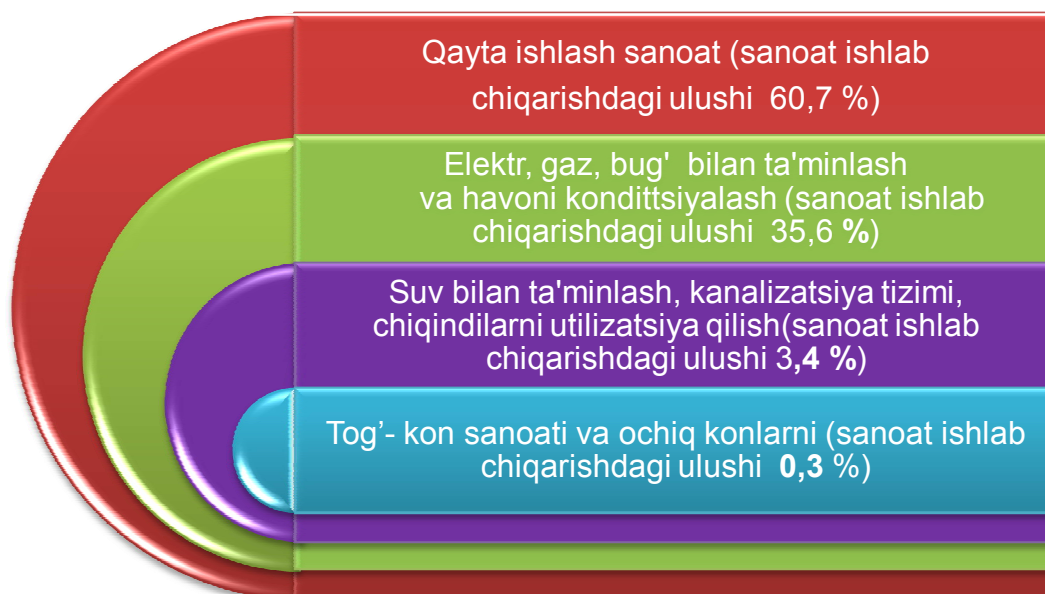 Qayta ishlash sanoat (sanoat ishlab
chiqarishdagi ulushi 60,7 %)
Elektr, gaz, bug' bilan ta'minlash
va havoni kondittsiyalash (sanoat ishlab
chiqarishdagi ulushi 35,6 %)
Suv bilan ta'minlash, kanalizatsiya tizimi,
chiqindilarni utilizatsiya qilish(sanoat ishlab
chiqarishdagi ulushi 3,4 %)
Tog’- kon sanoati va ochiq konlarni (sanoat ishlab
chiqarishdagi ulushi 0,3 %)